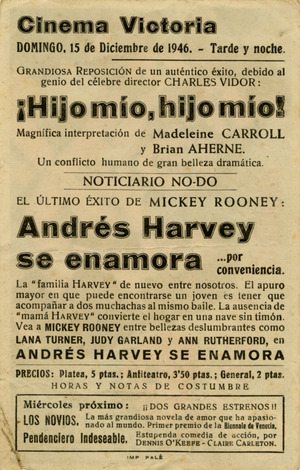 Cinema Victoria
DOMINGO, 15 de Diciembre de 1946. - Tarde y noche.
GRANDIOSA REPOSICIÓN de un auténtico éxito, debido al
genio del célebre director CHARLES VIDOR:
¡Hijo mío, hijo mío!
Magnífica interpretación de Madeleine CARROLL
y Brian AHERNE.
Un conflicto humano de gran belleza dramática.
NOTICIARIO NO-DO
EL ÚLTIMO ÉXITO DE MICKEY ROONEY:
Andrés Harvey
se enamora ...por
conveniencia.
La "familia HARVEY" de nuevo entre nosotros. El apuro
mayor en que puede encontrarse un joven es tener que
acompañar a dos muchachas al mismo baile. La ausencia de
"mamá HARVEY" convierte el hogar en una nave sin timón.
Vea a MICKEY ROONEY entre bellezas deslumbrantes como
LANA TURNER, JUDY GARLAND y ANN RUTHERFORD, en
ANDRÉS HARVEY SE ENAMORA
PRECIOS: Platea, 5 ptas.; Anfiteatro, 3'50 ptas.; General, 2 ptas.
HORAS Y NOTAS DE COSTUMBRE
Miércoles próximo: ¡¡DOS GRANDES ESTRENOS!!
LOS NOVIOS. La más grandiosa novela de amor que ha apasio-
nado al mundo. Primer premio de la Biennale de Venecia.
Pendenciero Indeseable. Estupenda comedia de acción, por
DENNIS O'KEEFE - CLAIRE CARLETON.
IMP PALÉ